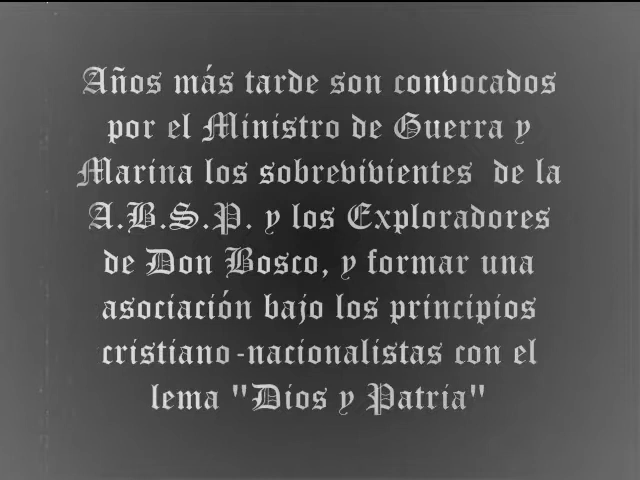 Años más tarde son convocados
por el Ministro de Guerra y
Marina los sobrevivientes de la
A.B.S.P. y los Exploradores
de Don Bosco, y formar una
asociación bajo los principios
cristiano-nacionalistas con el
lema "Dios y Patria"